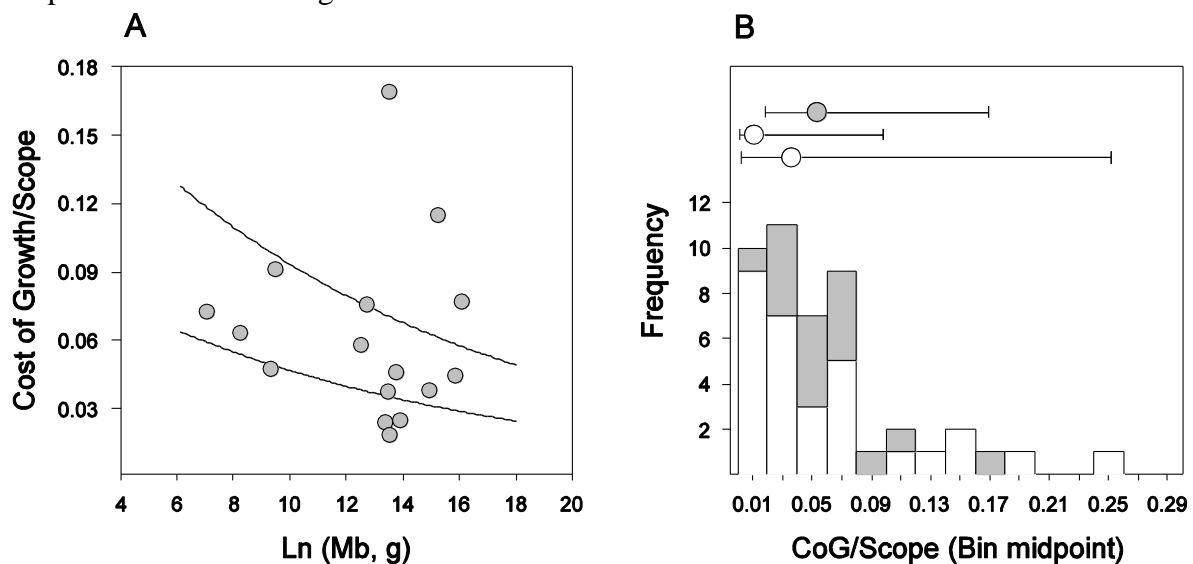 A
B
0.18
0.15
0.12
0.09
0.06
0.03
Cost of Growth/Scope
4 6 8 10 12 14 16 18 20
Ln (Mb, g)
12
10
8
6
4
2
Frequency
0.01 0.05 0.09 0.13 0.17 0.21 0.25 0.29
CoG/Scope (Bin midpoint)